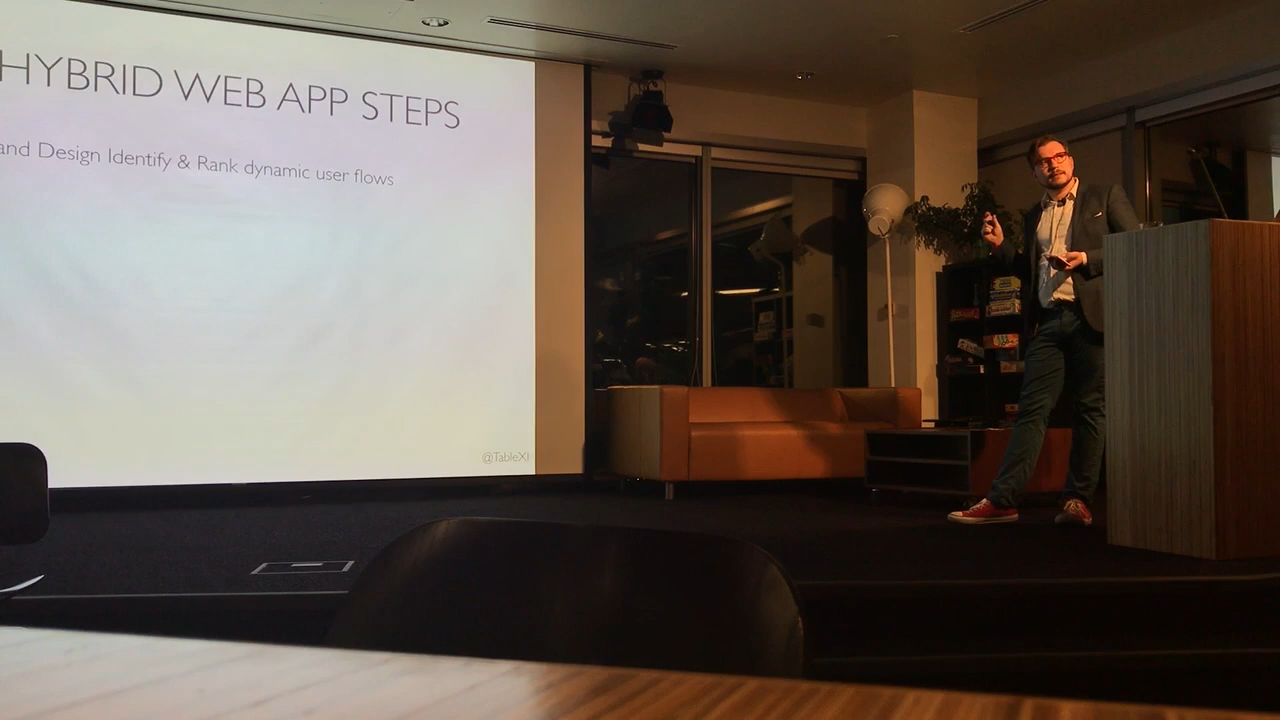 HYBRID WEB APP STEPS
and Design Identify & Rank dynamic user flows
@TableXI